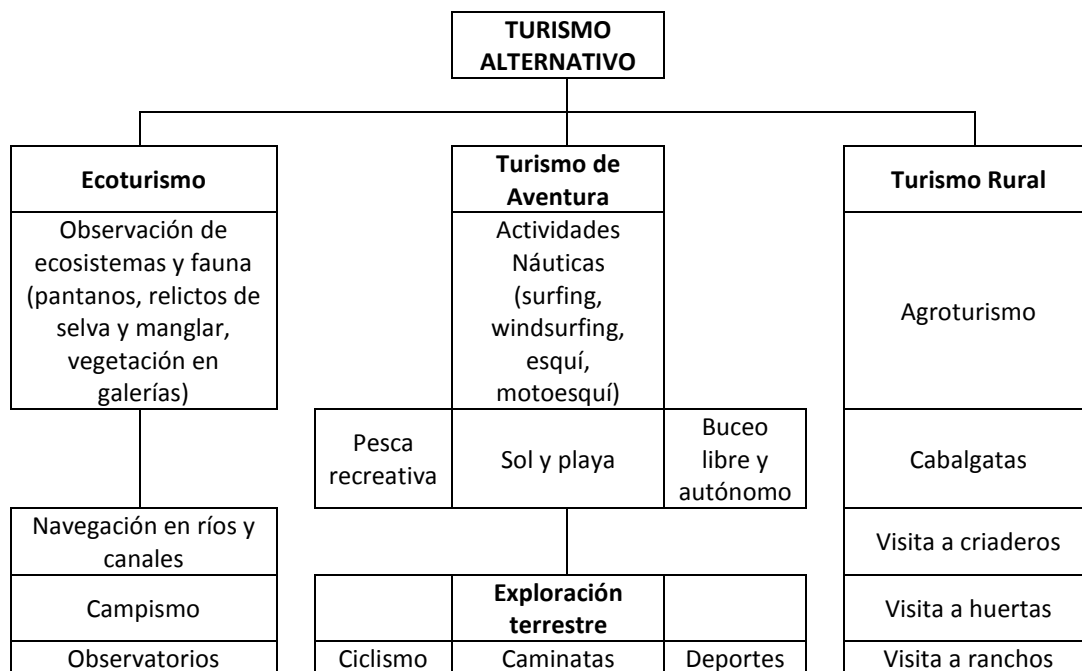 TURISMO
ALTERNATIVO
Ecoturismo
Turismo de
Aventura
Turismo Rural
Observación de
ecosistemas y fauna
(pantanos, relictos de
selva y manglar,
vegetación en
galerías)
Actividades
Náuticas
(surfing,
windsurfing,
esquí,
motoesquí)
Agroturismo
Pesca
recreativa
Sol y playa
Buceo
libre y
autónomo
Cabalgatas
Navegación en ríos y
canales
Visita a criaderos
Campismo
Exploración
terrestre
Visita a huertas
Observatorios
Ciclismo
Caminatas
Deportes
Visita a ranchos